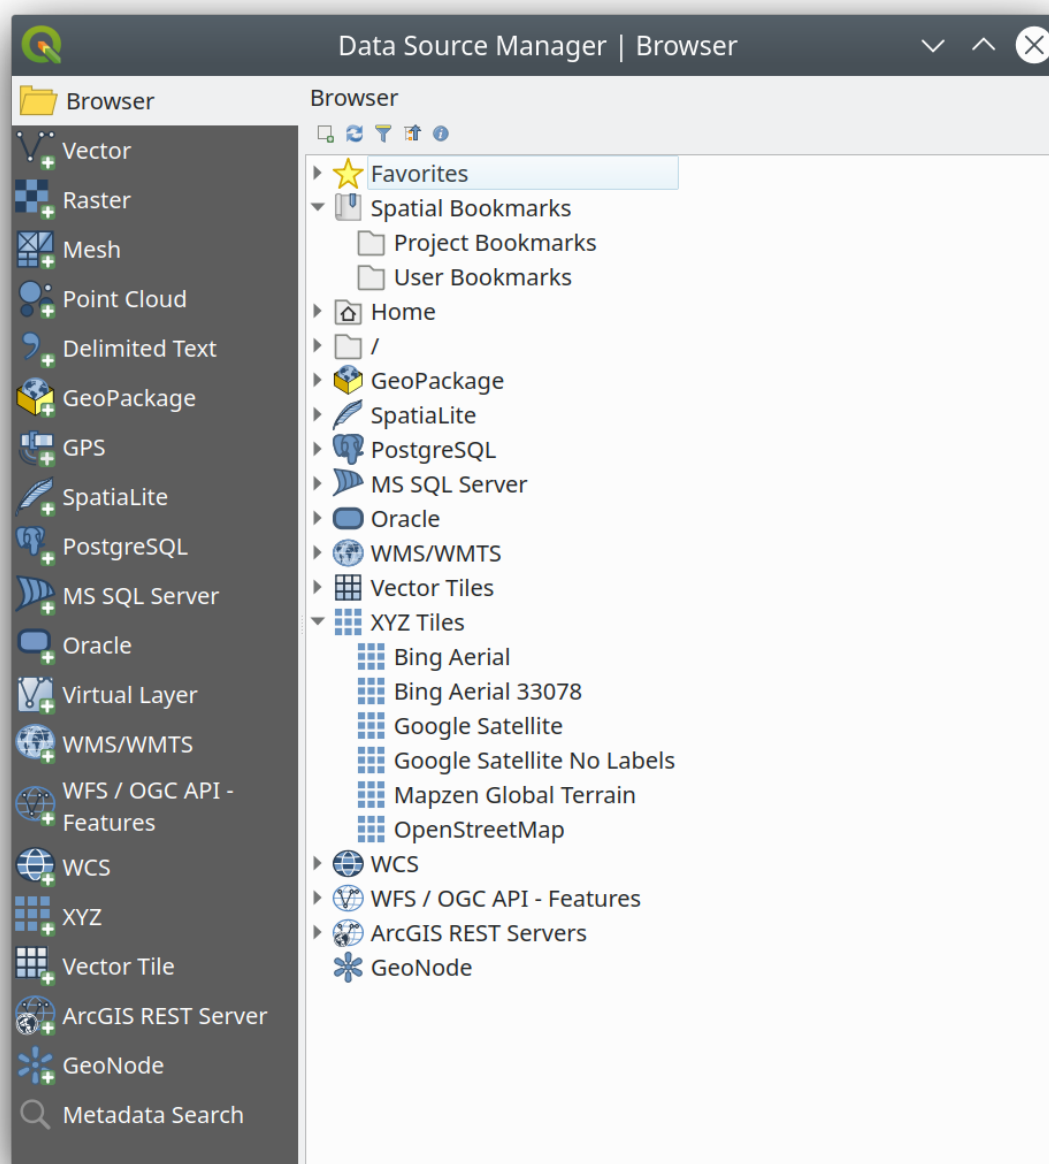 Data Source Manager | Browser
Browser
Vector
Raster
Mesh
Point Cloud
Delimited Text
GeoPackage
GPS
SpatiaLite
PostgreSQL
MS SQL Server
Oracle
Virtual Layer
WMS/WMTS
WFS / OGC API -
Features
WCS
XYZ
Vector Tile
ArcGIS REST Server
GeoNode
Metadata Search
Browser
Favorites
Spatial Bookmarks
Project Bookmarks
User Bookmarks
Home
/
GeoPackage
SpatiaLite
PostgreSQL
MS SQL Server
Oracle
WMS/WMTS
Vector Tiles
XYZ Tiles
Bing Aerial
Bing Aerial 33078
Google Satellite
Google Satellite No Labels
Mapzen Global Terrain
OpenStreetMap
WCS
WFS / OGC API - Features
ArcGIS REST Servers
GeoNode